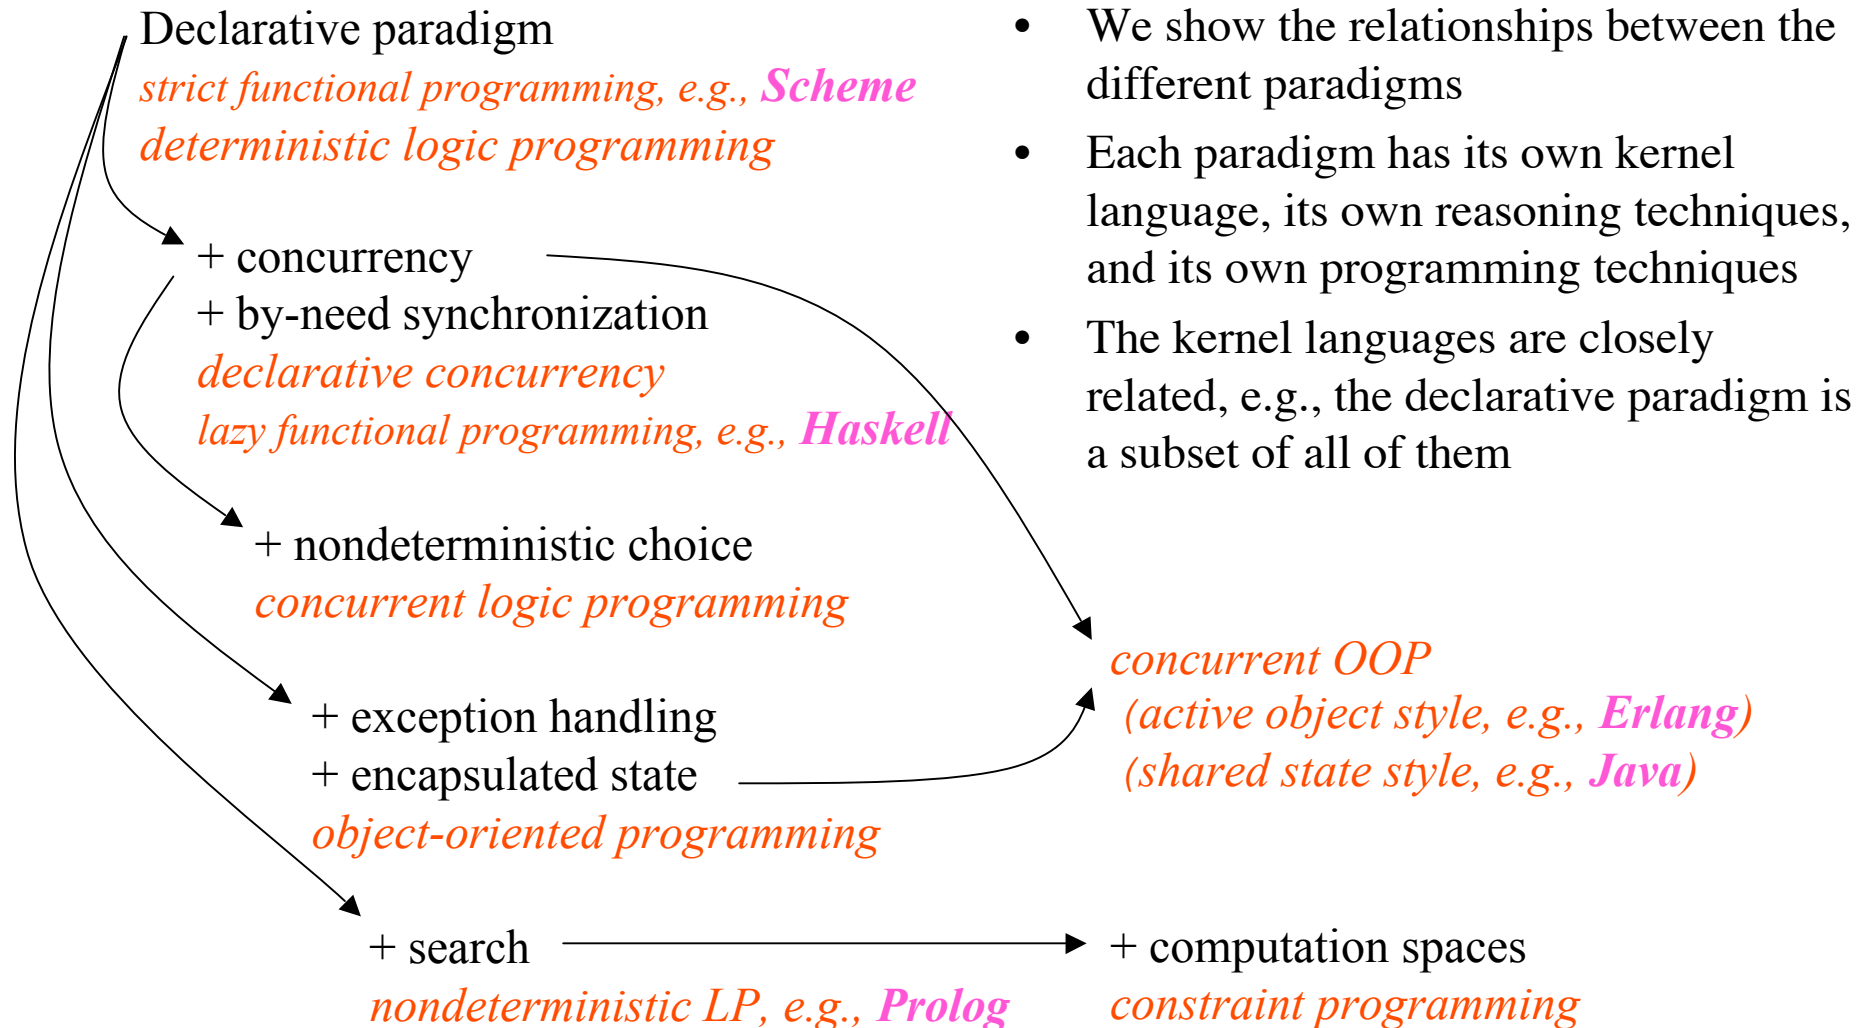 Declarative paradigm
strict functional programming, e.g., Scheme
deterministic logic programming
+ concurrency
+ by-need synchronization
declarative concurrency
lazy functional programming, e.g., Haskell
+ nondeterministic choice
concurrent logic programming
+ exception handling
+ encapsulated state
object-oriented programming
+ search
nondeterministic LP, e.g., Prolog
• We show the relationships between the
different paradigms
• Each paradigm has its own kernel
language, its own reasoning techniques,
and its own programming techniques
• The kernel languages are closely
related, e.g., the declarative paradigm is
a subset of all of them
concurrent OOP
(active object style, e.g., Erlang)
(shared state style, e.g., Java)
+ computation spaces
constraint programming